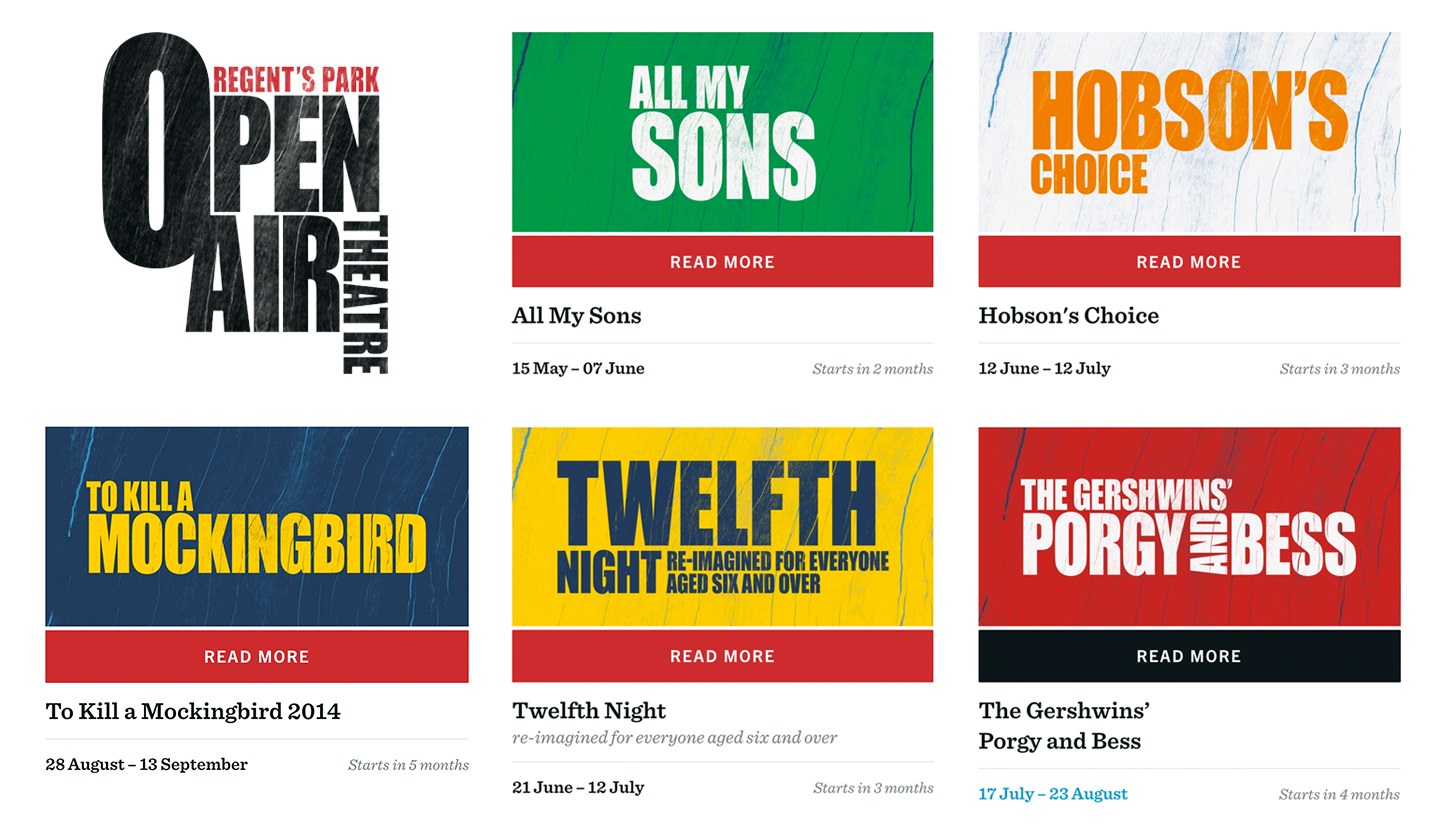 REGENT'S PARK
OPEN
AIR
THEATRE
ALL MY
SONS
READ MORE
All My Sons
15 May – 07 June
Starts in 2 months
HOBSON'S
CHOICE
READ MORE
Hobson's Choice
12 June – 12 July
Starts in 3 months
TO KILL A
MOCKINGBIRD
READ MORE
To Kill a Mockingbird 2014
28 August – 13 September
Starts in 5 months
TWELFTH
NIGHT RE-IMAGINED FOR EVERYONE
AGED SIX AND OVER
READ MORE
Twelfth Night
re-imagined for everyone aged six and over
21 June – 12 July
Starts in 3 months
THE GERSHWINS'
PORGY AND BESS
READ MORE
The Gershwins'
Porgy and Bess
17 July – 23 August
Starts in 4 months